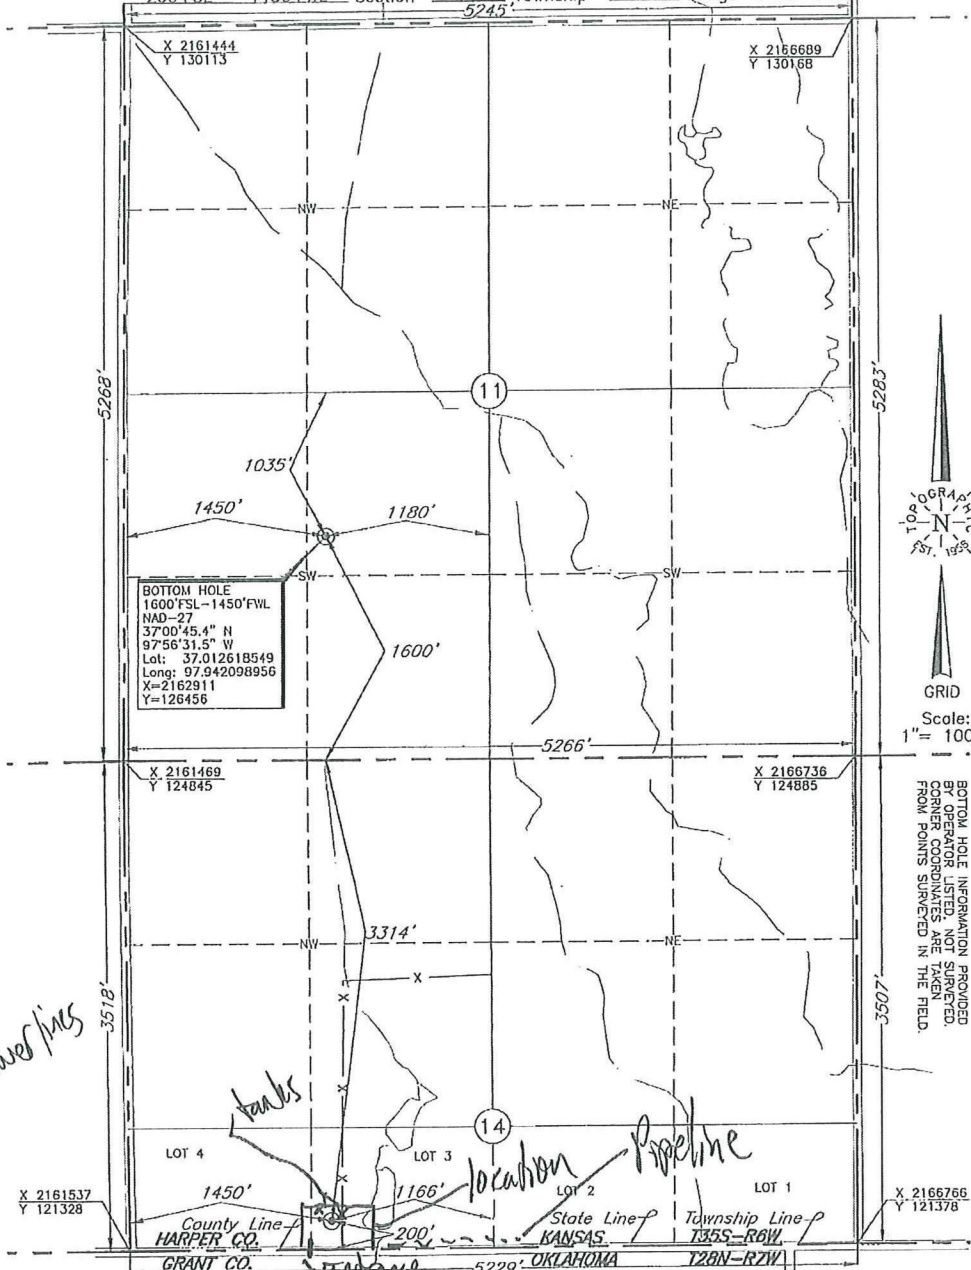 5245'
X 2161444
Y 130113
X 2166689
Y 130168
NW
NE
5268'
11
5283'
1035'
1450'
1180'
TOPOGRAPHIC
N
EST. 1958
SW
SW
BOTTOM HOLE
1600'FSL-1450'FWL
NAD-27
37°00'45.4" N
97°56'31.5" W
Lat: 37.012618549
Long: 97.942098956
X=2162911
Y=126456
1600'
GRID
Scale:
1"= 100
5266'
X 2161469
Y 124845
X 2166736
Y 124885
BOTTOM HOLE INFORMATION PROVIDED
BY OPERATOR LISTED, NOT SURVEYED.
CORNER COORDINATES ARE TAKEN
FROM POINTS SURVEYED IN THE FIELD.
3314'
NW
NE
X
X
3518'
3507'
wer lines
X
tanks
14
Pipeline
LOT 4
LOT 3
location
LOT 2
LOT 1
X
X 2161537
Y 121328
1450'
1166'
X 2166766
Y 121378
County Line
State Line
Township Line
HARPER CO.
200'
KANSAS
T35S-R6W
GRANT CO.
5229'
OKLAHOMA
T28N-R7W